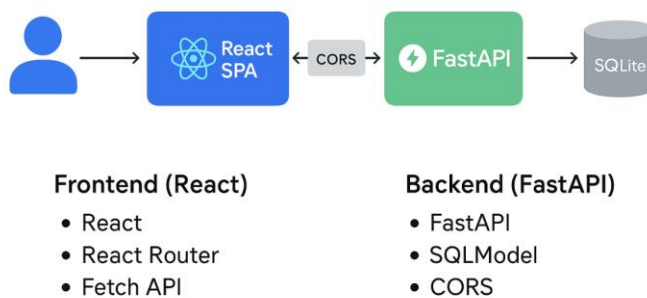 React
SPA
CORS
FastAPI
SQLite
Frontend (React)
• React
• React Router
• Fetch API
Backend (FastAPI)
• FastAPI
• SQLModel
• CORS